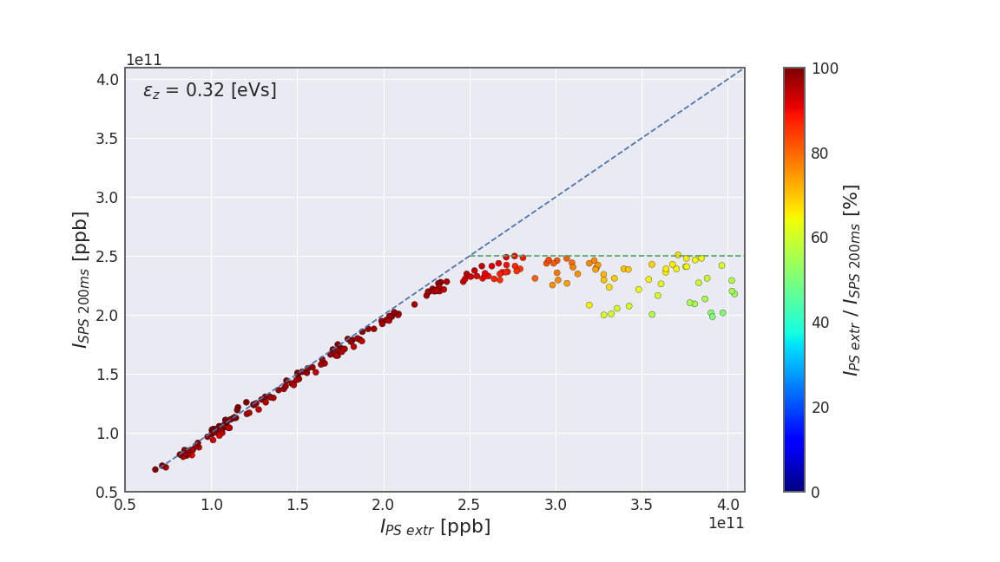 1e11
ε_z = 0.32 [eVs]
4.0
3.5
3.0
2.5
2.0
1.5
1.0
0.5
I_SPS 200ms [ppb]
0.5 1.0 1.5 2.0 2.5 3.0 3.5 4.0
1e11
I_PS extr [ppb]
100
80
60
40
20
0
I_PS extr / I_SPS 200ms [%]